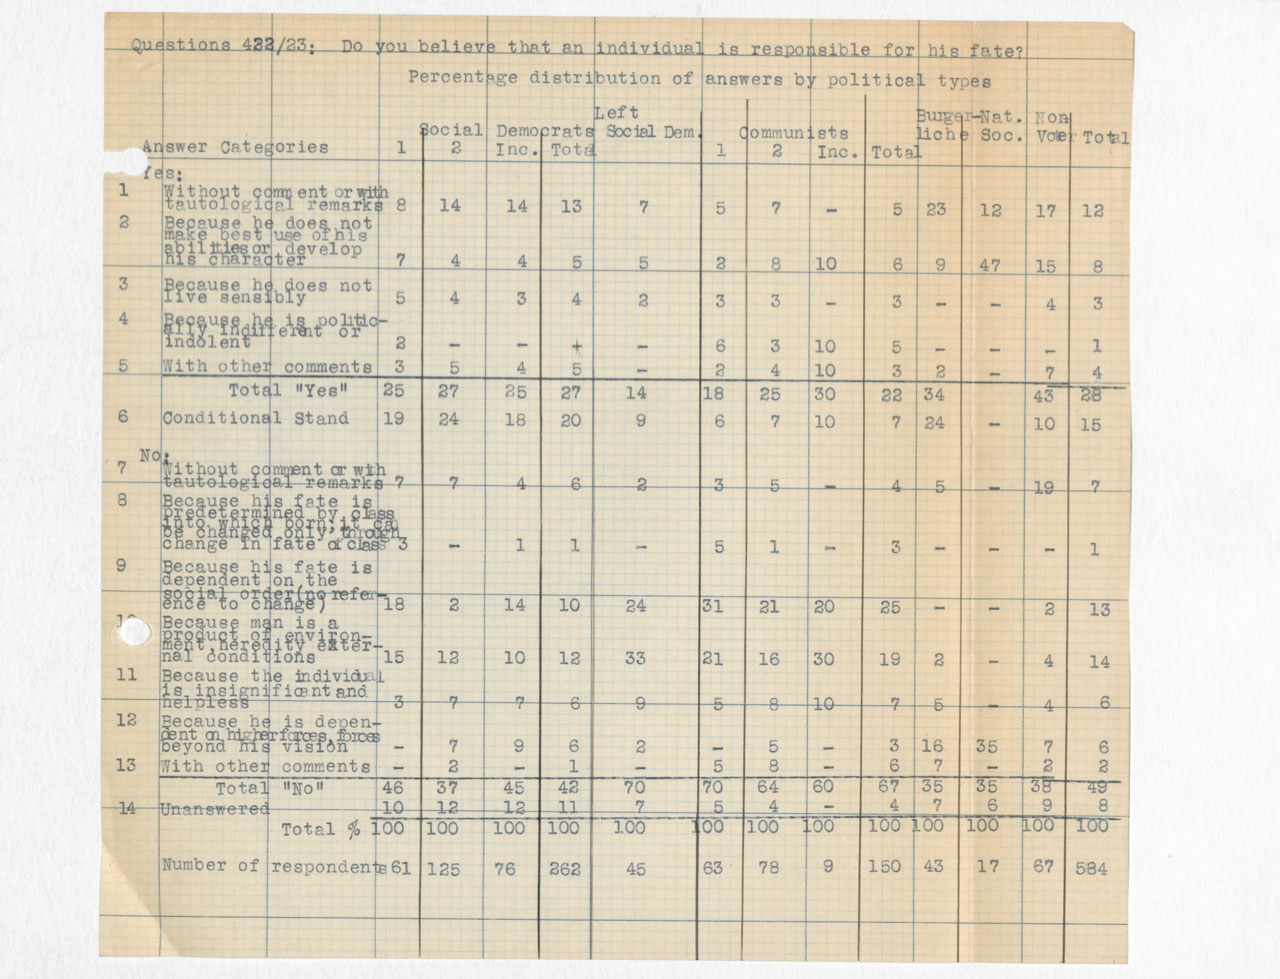 Questions 422/23: Do you believe that an individual is responsible for his fate?
Percentage distribution of answers by political types
Left Burger-Nat. Non
Social Democrats Social Dem. Communists liche Soc. Voter Total
Answer Categories 1 2 Inc. Total 1 2 Inc. Total
Yes:
1 Without comment or with
tautological remarks 8 14 14 13 7 5 7 - 5 23 12 17 12
2 Because he does not
make best use of his
abilities or develop
his character 7 4 4 5 5 2 8 10 6 9 47 15 8
3 Because he does not
live sensibly 5 4 3 4 2 3 3 - 3 - - 4 3
4 Because he is politic-
ally indifferent or
indolent 2 - - + - 6 3 10 5 - - - 1
5 With other comments 3 5 4 5 - 2 4 10 3 2 - 7 4
Total "Yes" 25 27 25 27 14 18 25 30 22 34 43 28
6 Conditional Stand 19 24 18 20 9 6 7 10 7 24 - 10 15
No:
7 Without comment or with
tautological remarks 7 7 4 6 2 3 5 - 4 5 - 19 7
8 Because his fate is
predetermined by class
into which born; it can
be changed only through
change in fate of class 3 - 1 1 - 5 1 - 3 - - - 1
9 Because his fate is
dependent on the
social order(no refer-
ence to change) 18 2 14 10 24 31 21 20 25 - - 2 13
Because man is a
product of environ-
ment, heredity exter-
nal conditions 15 12 10 12 33 21 16 30 19 2 - 4 14
11 Because the individual
is insignificant and
helpless 3 7 7 6 9 5 8 10 7 5 - 4 6
12 Because he is depen-
dent on higher forces, forces
beyond his vision - 7 9 6 2 - 5 - 3 16 35 7 6
13 With other comments - 2 - 1 5 8 - 6 7 - 2 2
Total "No" 46 37 45 42 70 70 64 60 67 35 35 38 49
14 Unanswered 10 12 12 11 7 5 4 - 4 7 6 9 8
Total % 100 100 100 100 100 100 100 100 100 100 100 100 100
Number of respondents 61 125 76 262 45 63 78 9 150 43 17 67 584